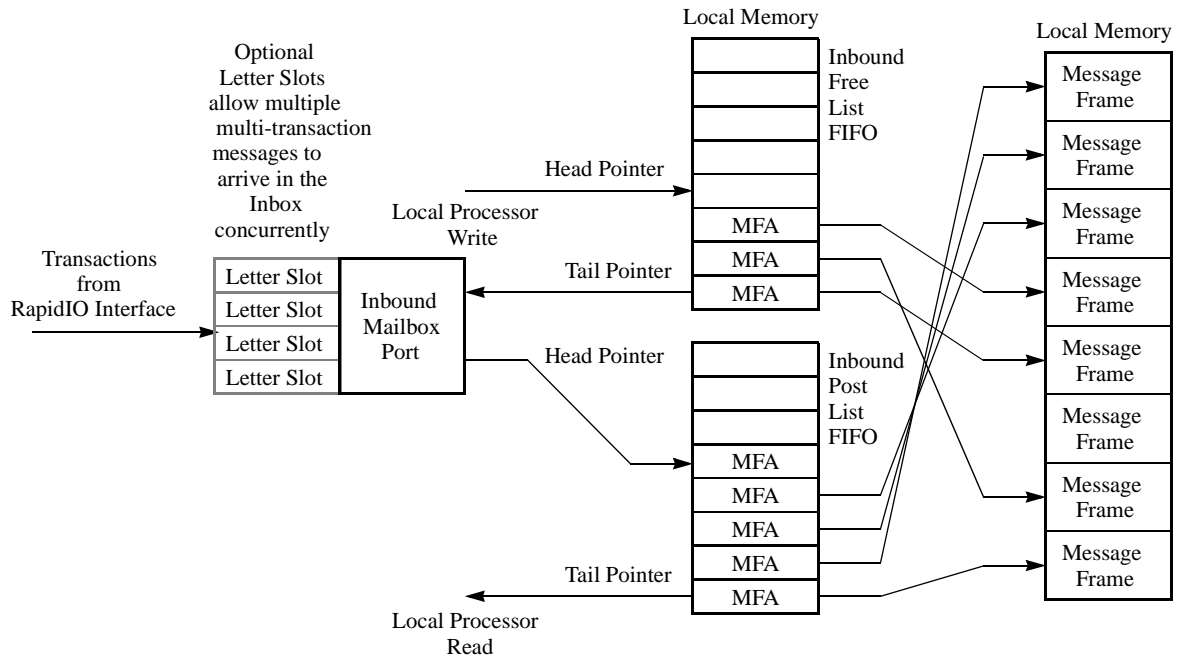 Local Memory
Local Memory
Optional
Letter Slots
allow multiple
multi-transaction
messages to
arrive in the
Inbox
concurrently
Inbound
Free
List
FIFO
Head Pointer
Local Processor
Write
MFA
MFA
MFA
Tail Pointer
Transactions
from
RapidIO Interface
Letter Slot
Letter Slot
Letter Slot
Letter Slot
Inbound
Mailbox
Port
Head Pointer
Inbound
Post
List
FIFO
MFA
MFA
MFA
MFA
MFA
Tail Pointer
Local Processor
Read
Message
Frame
Message
Frame
Message
Frame
Message
Frame
Message
Frame
Message
Frame
Message
Frame
Message
Frame